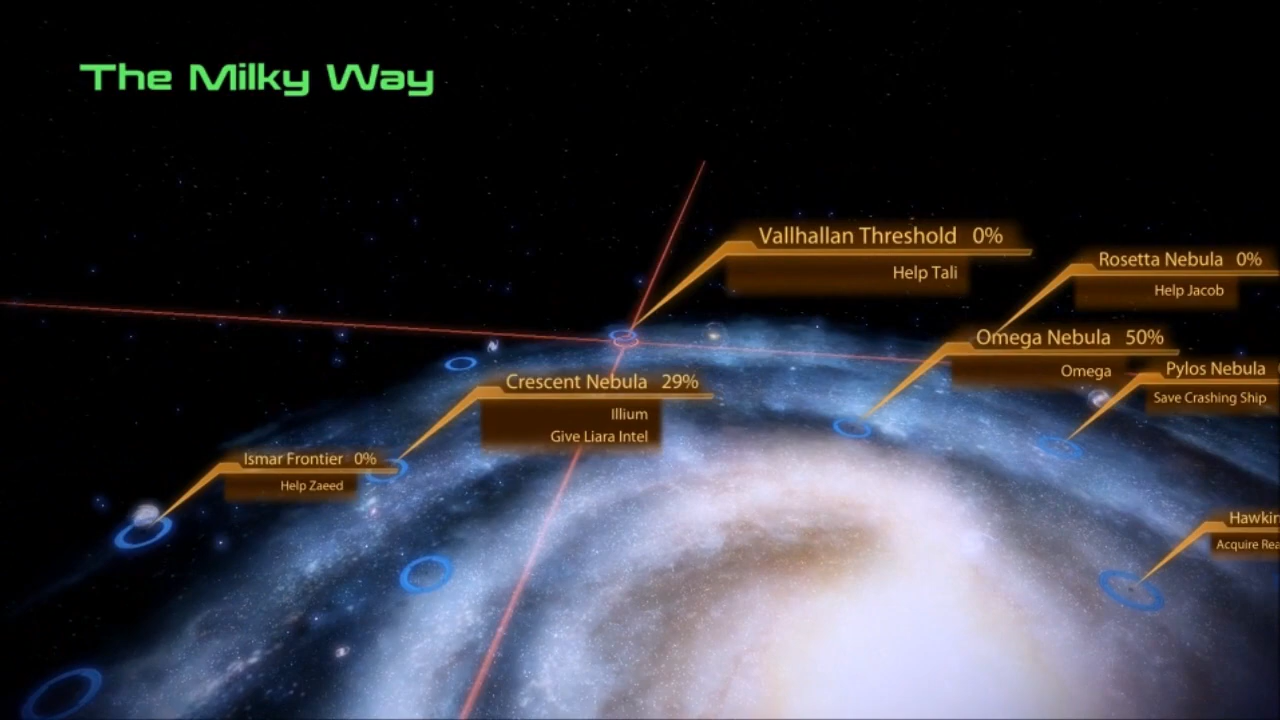 The Milky Way
Vallhallan Threshold 0%
Help Tali
Rosetta Nebula 0%
Help Jacob
Omega Nebula 50%
Omega
Pylos Nebula
Save Crashing Ship
Crescent Nebula 29%
Illium
Give Liara Intel
Ismar Frontier 0%
Help Zaeed
Acquire